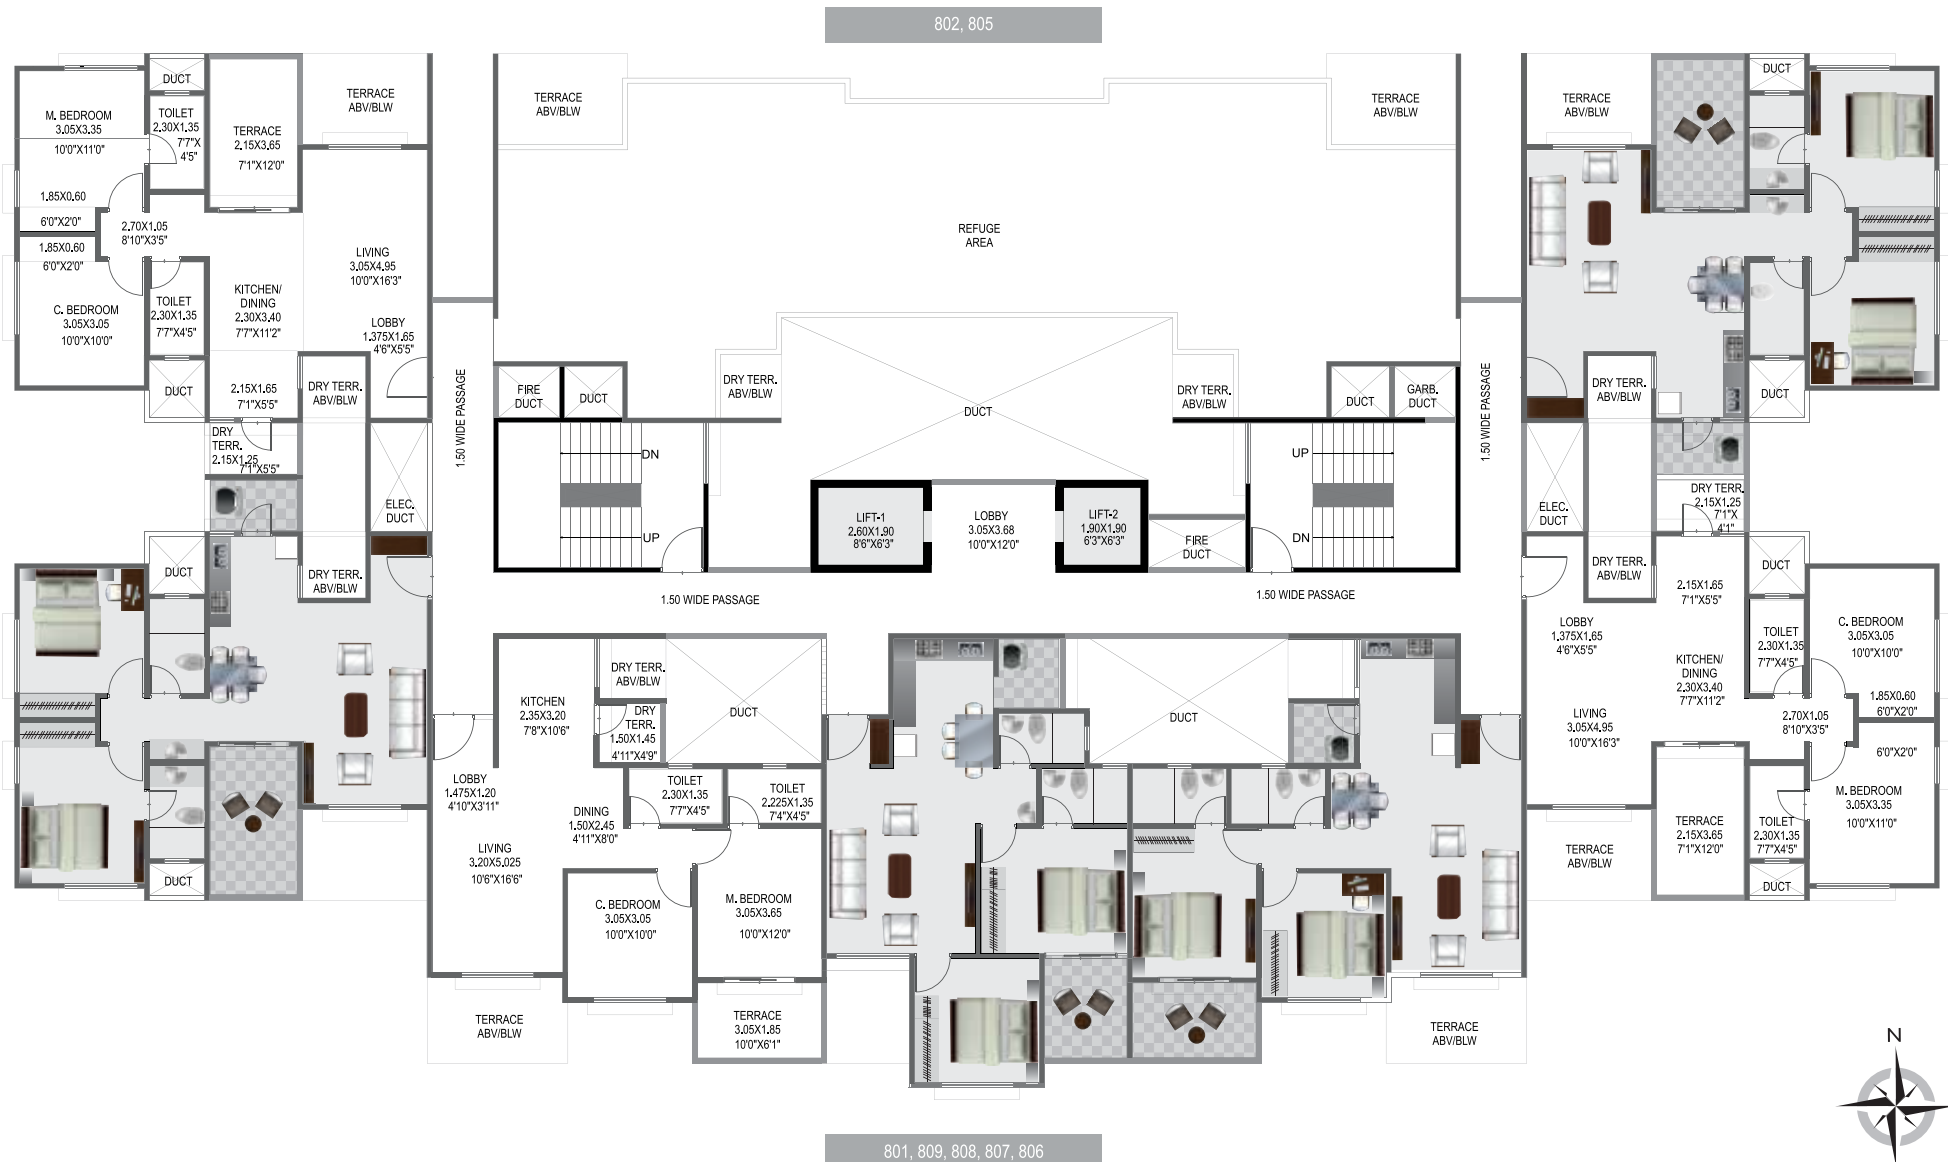 802, 805
DUCT
M. BEDROOM
3.05X3.35
10'0"X11'0"
TOILET
2.30X1.35
7'7"X
4'5"
TERRACE
2.15X3.65
7'1"X12'0"
TERRACE
ABV/BLW
1.85X0.60
6'0"X2'0"
1.85X0.60
6'0"X2'0"
2.70X1.05
8'10"X3'5"
C. BEDROOM
3.05X3.05
10'0"X10'0"
TOILET
2.30X1.35
7'7"X4'5"
KITCHEN/
DINING
2.30X3.40
7'7"X11'2"
LIVING
3.05X4.95
10'0"X16'3"
LOBBY
1.375X1.65
4'6"X5'5"
DUCT
2.15X1.65
7'1"X5'5"
DRY TERR.
ABV/BLW
DRY
TERR.
2.15X1.25
7'1"X5'5"
ELEC.
DUCT
1.50 WIDE PASSAGE
TERRACE
ABV/BLW
TERRACE
ABV/BLW
REFUGE
AREA
FIRE
DUCT
DUCT
DRY TERR.
ABV/BLW
DUCT
DRY TERR.
ABV/BLW
DUCT
GARB.
DUCT
DN
UP
LIFT-1
2.60X1.90
8'6"X6'3"
LOBBY
3.05X3.68
10'0"X12'0"
LIFT-2
1.90X1.90
6'3"X6'3"
FIRE
DUCT
UP
DN
1.50 WIDE PASSAGE
1.50 WIDE PASSAGE
1.50 WIDE PASSAGE
TERRACE
ABV/BLW
DUCT
DRY TERR.
ABV/BLW
DUCT
ELEC.
DUCT
DRY TERR.
2.15X1.25
7'1"X
4'1"
DRY TERR.
ABV/BLW
DUCT
2.15X1.65
7'1"X5'5"
LOBBY
1.375X1.65
4'6"X5'5"
TOILET
2.30X1.35
7'7"X4'5"
C. BEDROOM
3.05X3.05
10'0"X10'0"
KITCHEN/
DINING
2.30X3.40
7'7"X11'2"
1.85X0.60
6'0"X2'0"
LIVING
3.05X4.95
10'0"X16'3"
2.70X1.05
8'10"X3'5"
6'0"X2'0"
M. BEDROOM
3.05X3.35
10'0"X11'0"
TERRACE
2.15X3.65
7'1"X12'0"
TOILET
2.30X1.35
7'7"X4'5"
TERRACE
ABV/BLW
DUCT
DUCT
DRY TERR.
ABV/BLW
DUCT
KITCHEN
2.35X3.20
7'8"X10'6"
DRY TERR.
ABV/BLW
DRY
TERR.
1.50X1.45
4'11"X4'9"
DUCT
LOBBY
1.475X1.20
4'10"X3'11"
TOILET
2.30X1.35
7'7"X4'5"
TOILET
2.225X1.35
7'4"X4'5"
DINING
1.50X2.45
4'11"X8'0"
LIVING
3.20X5.025
10'6"X16'6"
C. BEDROOM
3.05X3.05
10'0"X10'0"
M. BEDROOM
3.05X3.65
10'0"X12'0"
TERRACE
ABV/BLW
TERRACE
3.05X1.85
10'0"X6'1"
DUCT
TERRACE
ABV/BLW
N
801, 809, 808, 807, 806